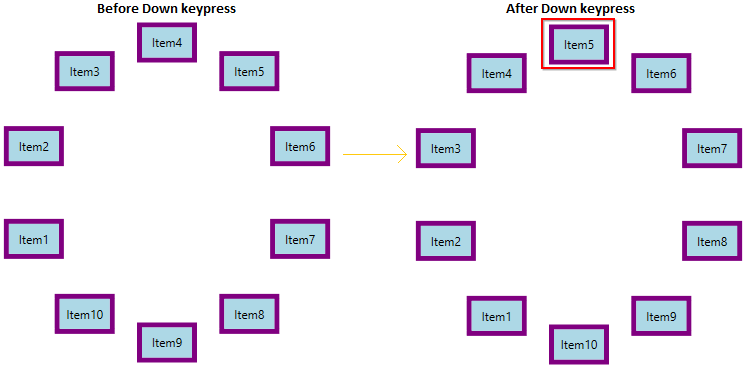 Before Down keypress
Item4
Item3
Item5
Item2
Item6
Item1
Item7
Item10
Item8
Item9
After Down keypress
Item5
Item4
Item6
Item3
Item7
Item2
Item8
Item1
Item9
Item10